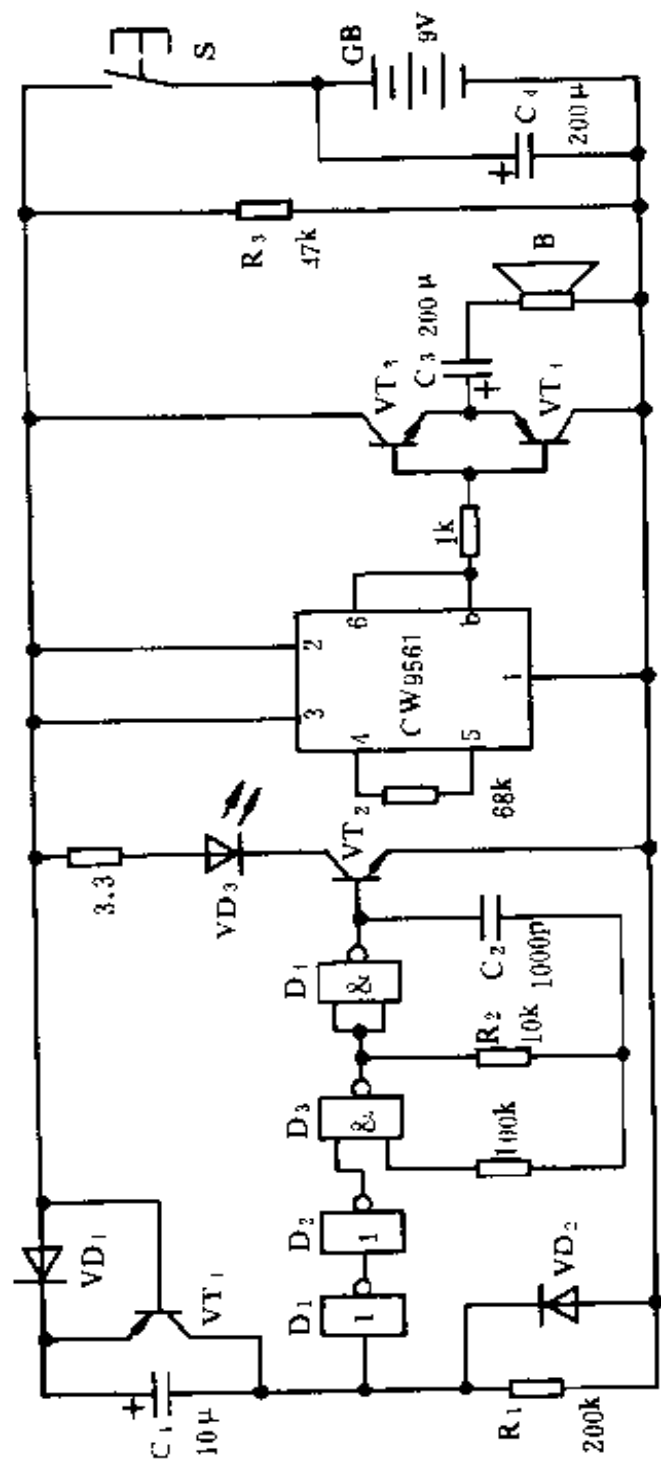 C₁
10μ
VD₁
VT₁
R₁
200k
VD₂
D₁
1
D₂
1
D₃
&
D₄
&
100k
R₂
10k
C₂
1000p
3.3
VD₃
VT₂
68k
CW9561
3
2
4
5
6
6
1
1k
VT₃
VT₄
C₃ 200μ
+
B
R₃
47k
S
GB
9V
C₄
200μ
+
+